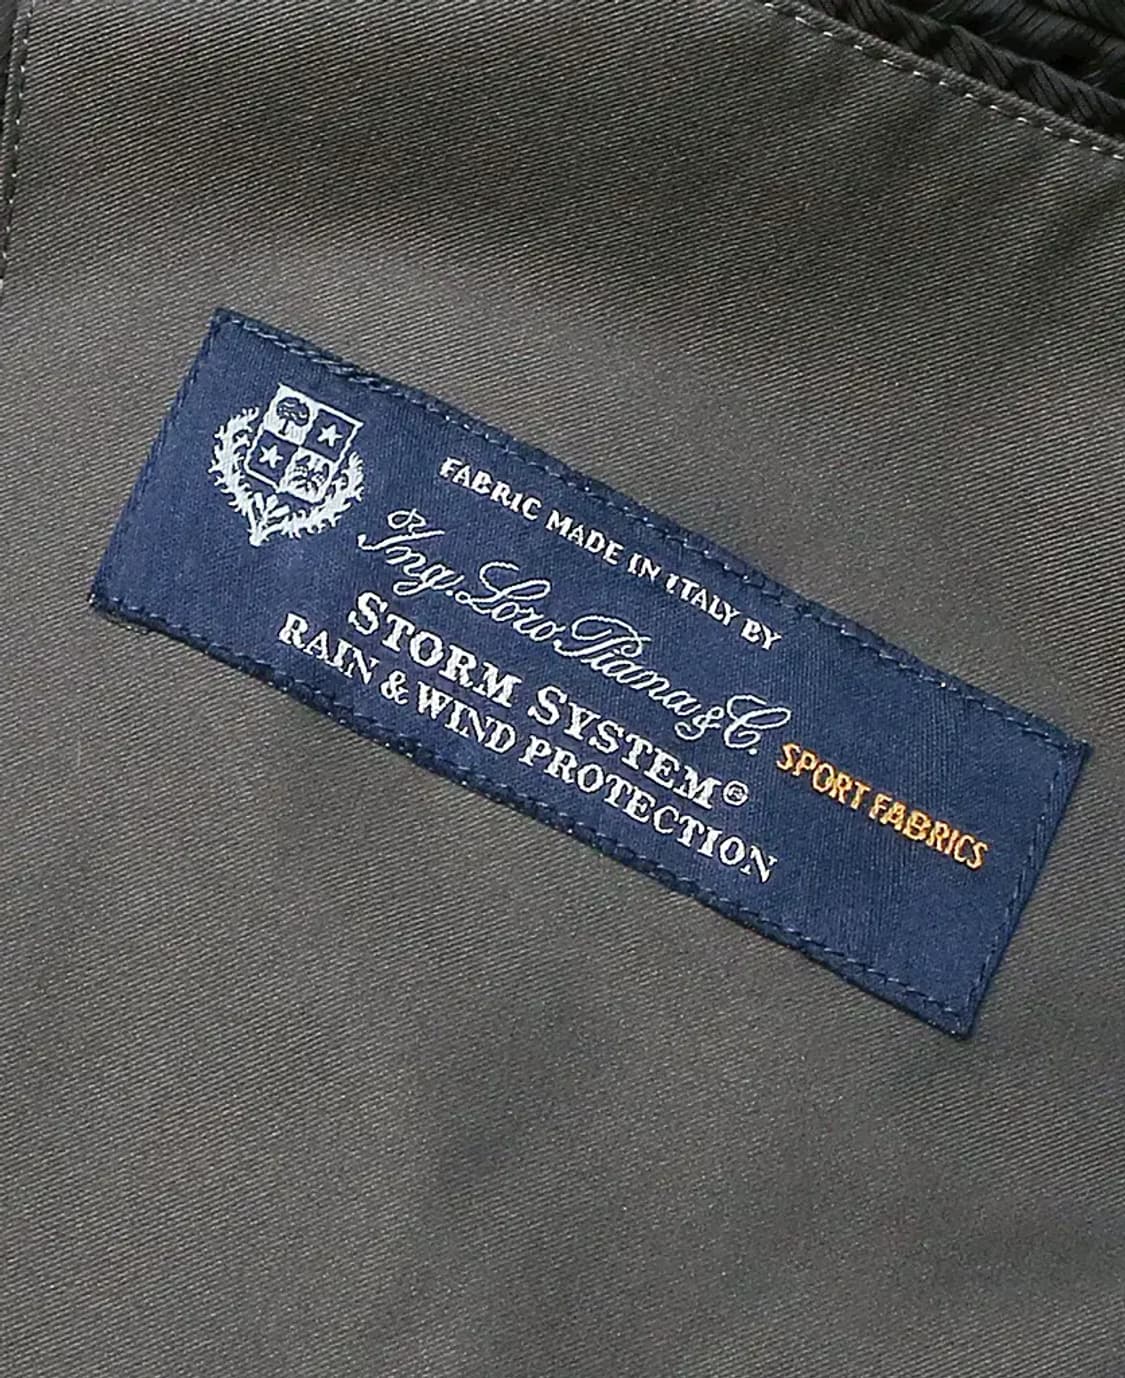 FABRIC MADE IN ITALY BY
Ing. Loro Piana & C.
SPORT FABRICS
STORM SYSTEM®
RAIN & WIND PROTECTION